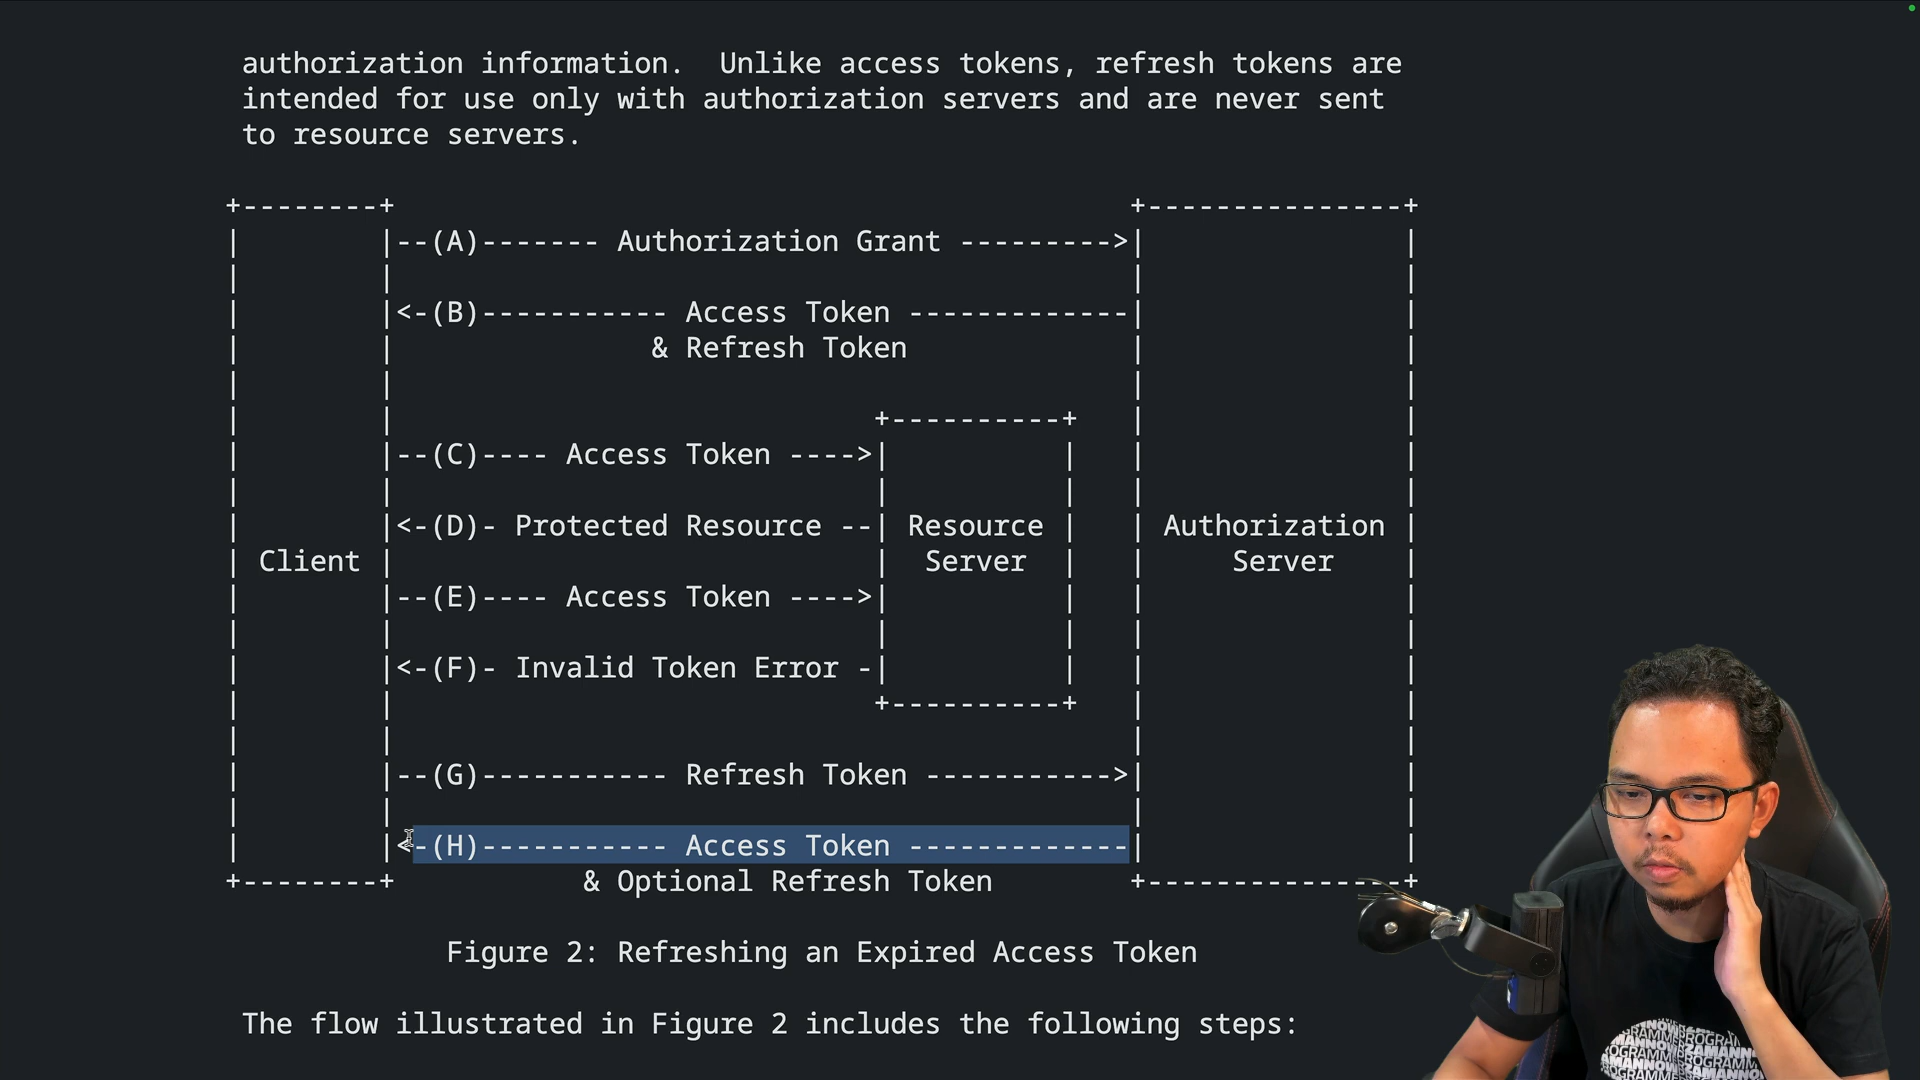 authorization information.  Unlike access tokens, refresh tokens are
intended for use only with authorization servers and are never sent
to resource servers.
+--------+                                           +---------------+
|        |--(A)------- Authorization Grant --------->|               |
|        |                                           |               |
|        |<-(B)----------- Access Token -------------|               |
|        |               & Refresh Token             |               |
|        |                                           |               |
|        |                            +----------+   |               |
|        |--(C)---- Access Token ---->|          |   |               |
|        |                            |          |   |               |
|        |<-(D)- Protected Resource --| Resource |   | Authorization |
| Client |                            |  Server  |   |     Server    |
|        |--(E)---- Access Token ---->|          |   |               |
|        |                            |          |   |               |
|        |<-(F)- Invalid Token Error -|          |   |               |
|        |                            +----------+   |               |
|        |                                           |               |
|        |--(G)----------- Refresh Token ----------->|               |
|        |                                           |               |
|        |<-(H)----------- Access Token -------------|               |
+--------+           & Optional Refresh Token        +---------------+
Figure 2: Refreshing an Expired Access Token
The flow illustrated in Figure 2 includes the following steps: